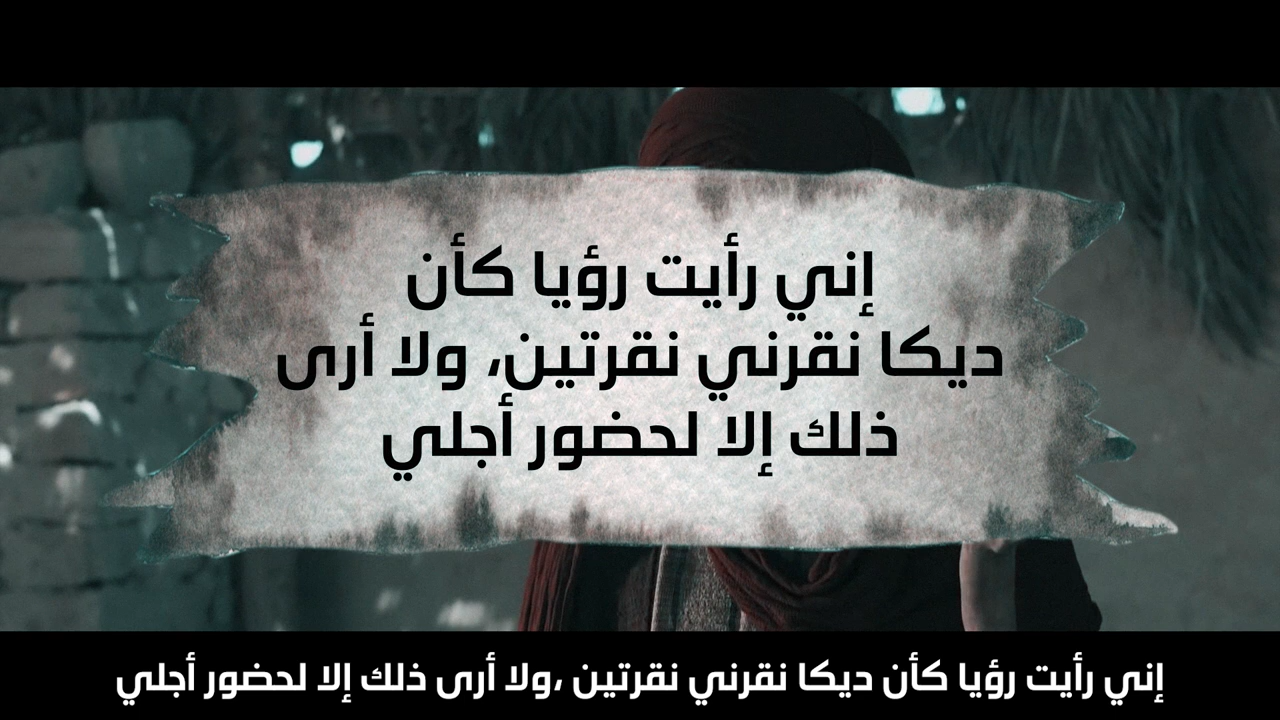 إني رأيت رؤيا كأن
ديكا نقرني نقرتين، ولا أرى
ذلك إلا لحضور أجلي
إني رأيت رؤيا كأن ديكا نقرني نقرتين ،ولا أرى ذلك إلا لحضور أجلي